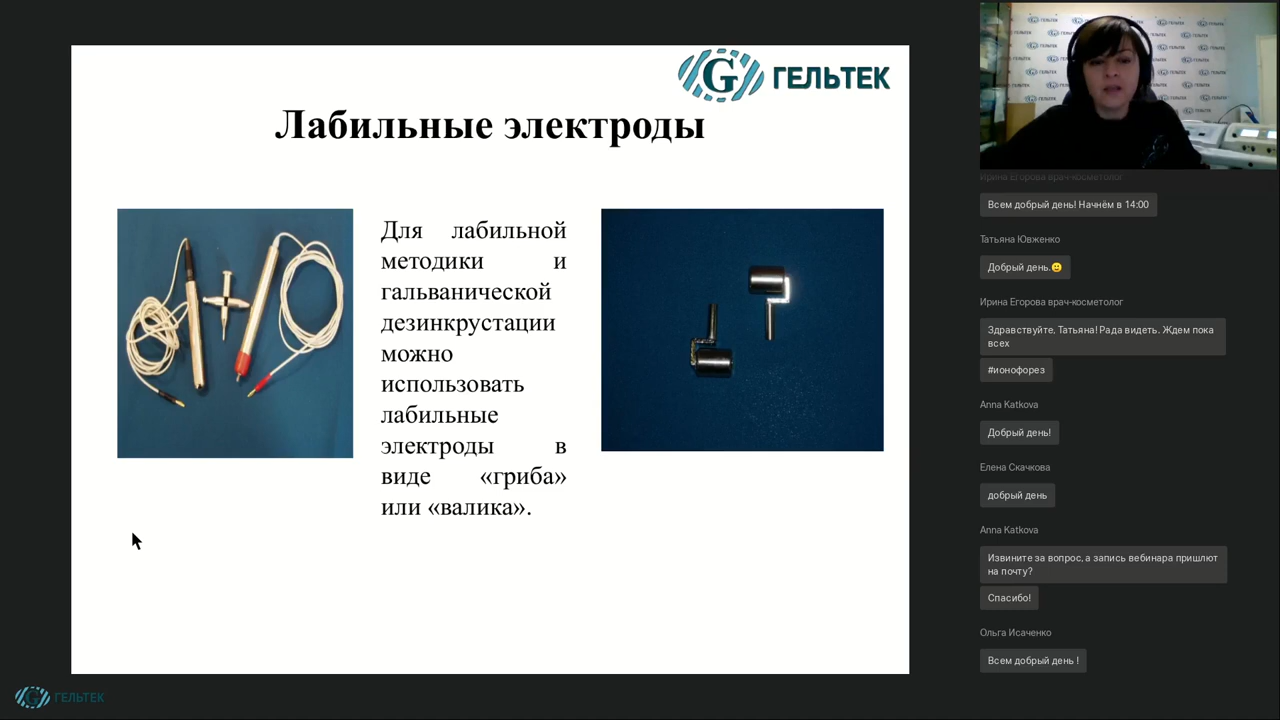 ГЕЛЬТЕК
Лабильные электроды
Для лабильной
методики и
гальванической
дезинкрустации
можно
использовать
лабильные
электроды в
виде «гриба»
или «валика».
ГЕЛЬТЕК
Ирина Егорова врач-косметолог
Всем добрый день! Начнём в 14:00
Татьяна Ювженко
Добрый день.🙂
Ирина Егорова врач-косметолог
Здравствуйте, Татьяна! Рада видеть. Ждем пока
всех
#ионофорез
Anna Katkova
Добрый день!
Елена Скачкова
добрый день
Anna Katkova
Извините за вопрос, а запись вебинара пришлют
на почту?
Спасибо!
Ольга Исаченко
Всем добрый день !